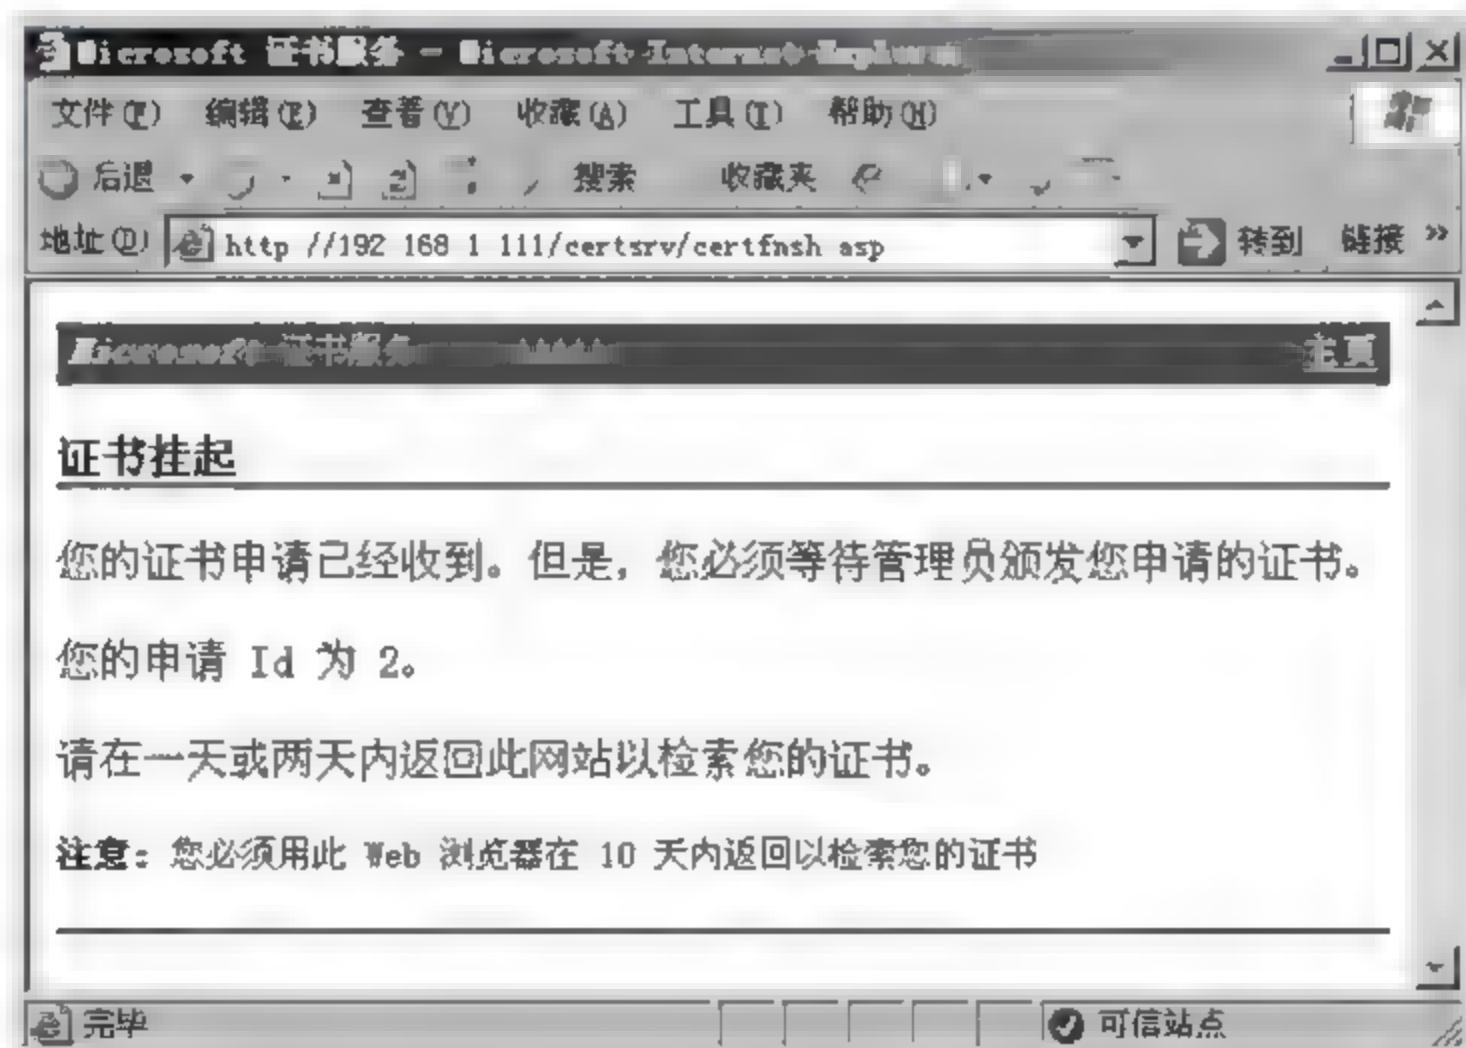 Microsoft 证书服务 - Microsoft Internet
文件(F) 编辑(E) 查看(V) 收藏(A) 工具(T) 帮助(H)
后退 搜索 收藏夹
地址(D) http //192 168 1 111/certsrv/certfnsh asp 转到 链接 »
Microsoft 证书服务 主页
证书挂起
您的证书申请已经收到。但是，您必须等待管理员颁发您申请的证书。
您的申请 Id 为 2。
请在一天或两天内返回此网站以检索您的证书。
注意：您必须用此 Web 浏览器在 10 天内返回以检索您的证书
完毕 可信站点